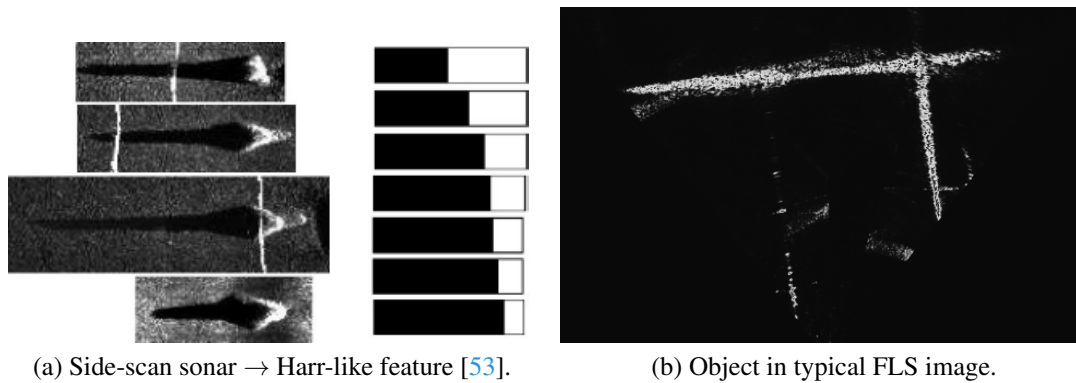 (a) Side-scan sonar → Harr-like feature [53].
(b) Object in typical FLS image.